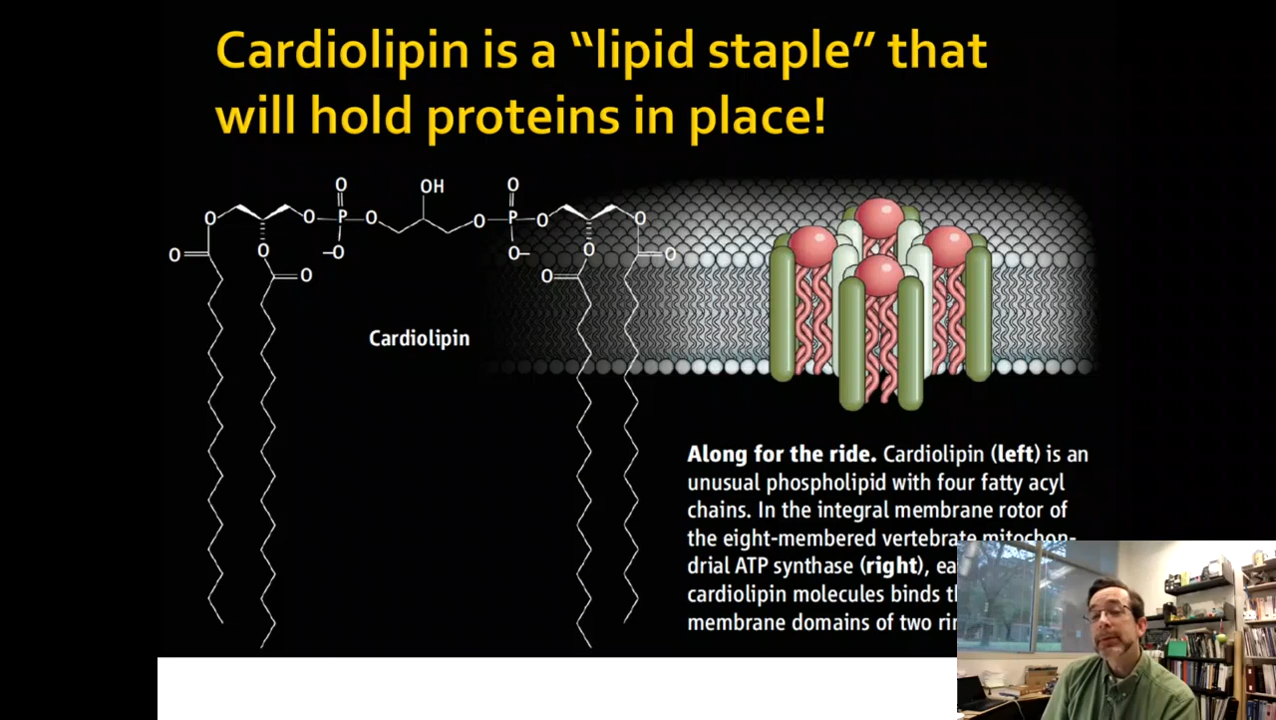 Cardiolipin is a “lipid staple” that
will hold proteins in place!
O OH O
O O P O O P O O
O O –O O– O O
O O
Cardiolipin
Along for the ride. Cardiolipin (left) is an
unusual phospholipid with four fatty acyl
chains. In the integral membrane rotor of
the eight-membered vertebrate mitochon-
drial ATP synthase (right),
cardiolipin molecules binds
membrane domains of two